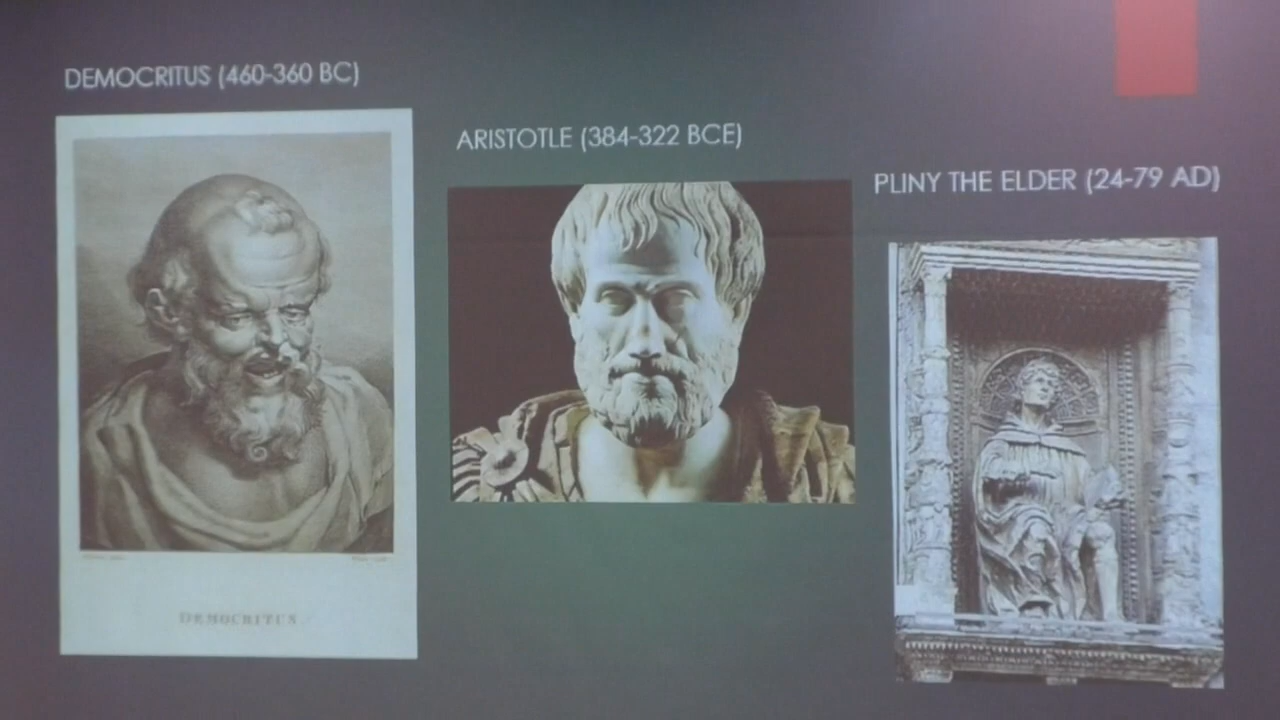 DEMOCRITUS (460-360 BC)
ARISTOTLE (384-322 BCE)
PLINY THE ELDER (24-79 AD)
DEMOCRITUS.